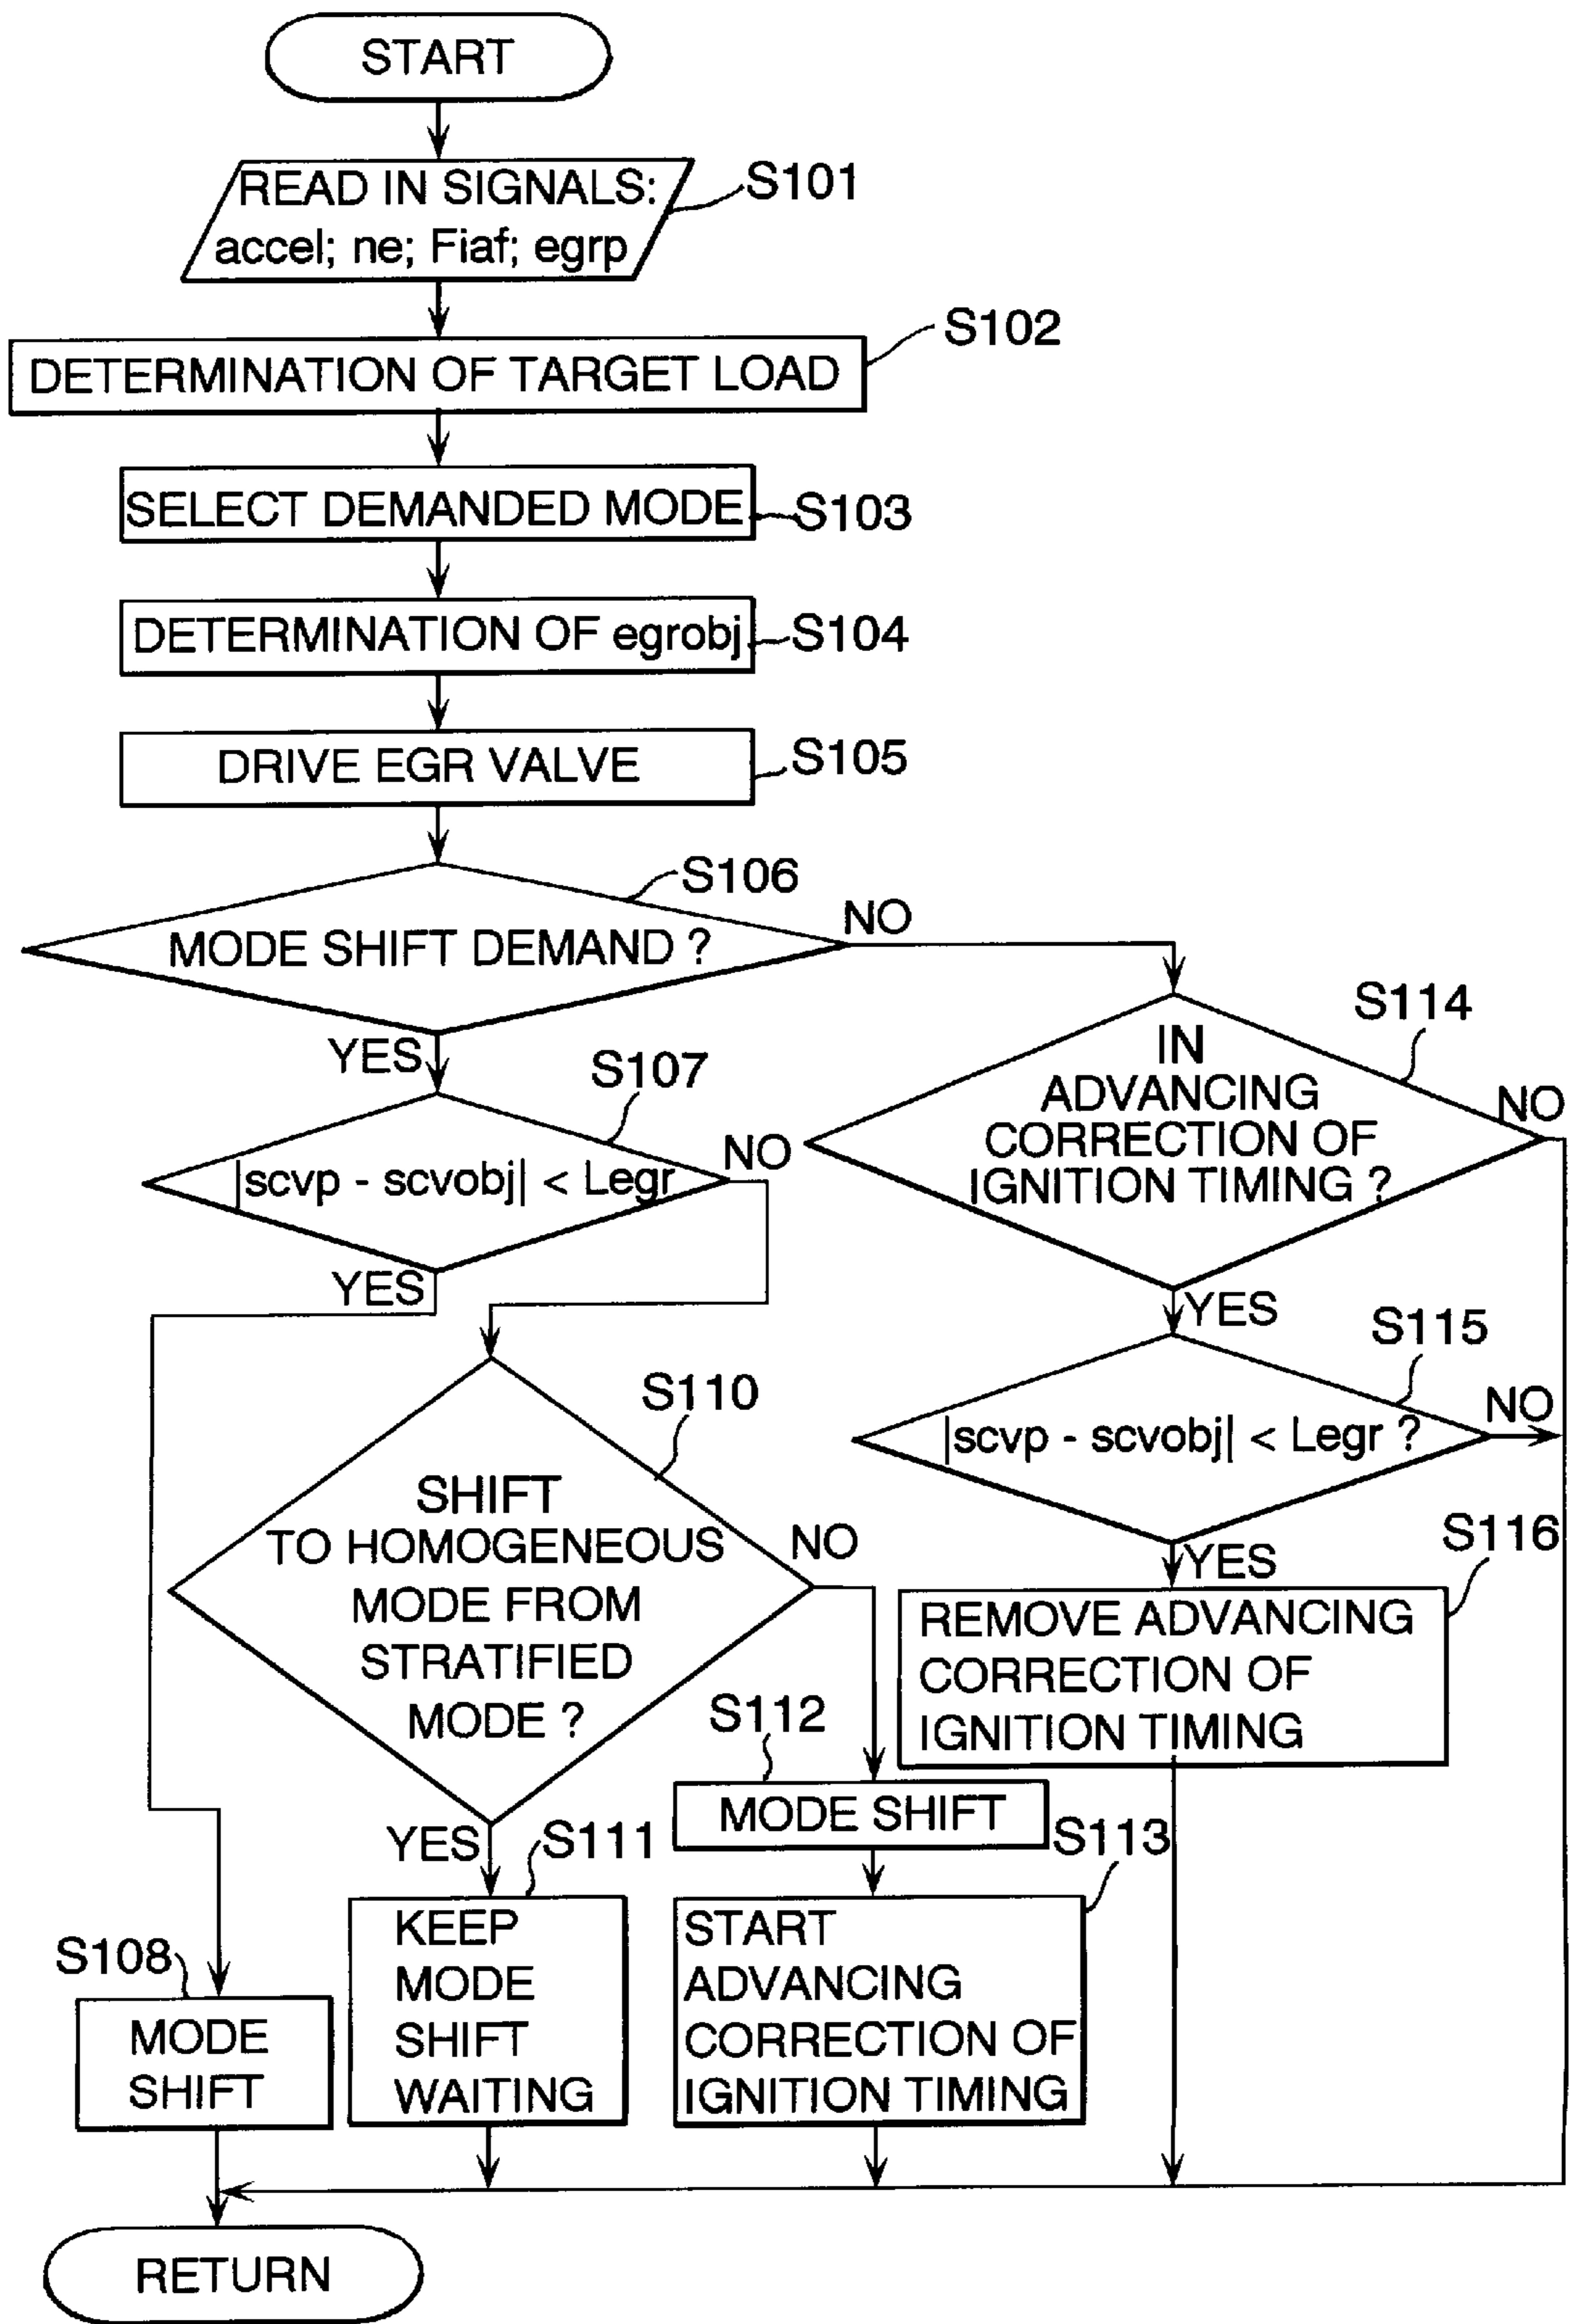 START
READ IN SIGNALS:
accel; ne; Fiaf; egrp
S101
S102
DETERMINATION OF TARGET LOAD
SELECT DEMANDED MODE
S103
DETERMINATION OF egrobj
S104
DRIVE EGR VALVE
S105
S106
MODE SHIFT DEMAND ?
NO
YES
S107
|scvp - scvobj| < Legr
NO
YES
S114
IN
ADVANCING
CORRECTION OF
IGNITION TIMING ?
NO
YES
S115
|scvp - scvobj| < Legr ?
NO
YES
S116
REMOVE ADVANCING
CORRECTION OF
IGNITION TIMING
S110
SHIFT
TO HOMOGENEOUS
MODE FROM
STRATIFIED
MODE ?
NO
YES
S112
MODE SHIFT
S113
START
ADVANCING
CORRECTION OF
IGNITION TIMING
S111
KEEP
MODE
SHIFT
WAITING
S108
MODE
SHIFT
RETURN